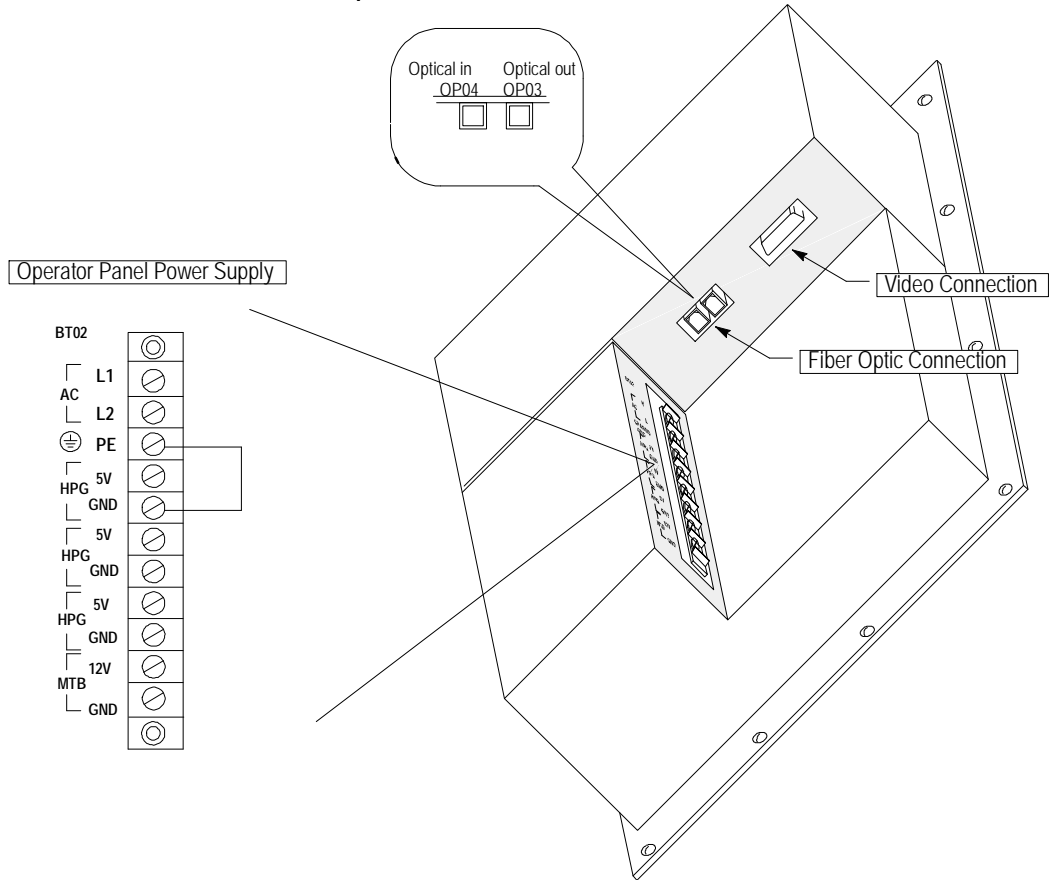 Optical in Optical out
OP04 OP03
Operator Panel Power Supply
Video Connection
Fiber Optic Connection
BT02
L1
AC
L2
PE
5V
HPG
GND
5V
HPG
GND
5V
HPG
GND
12V
MTB
GND